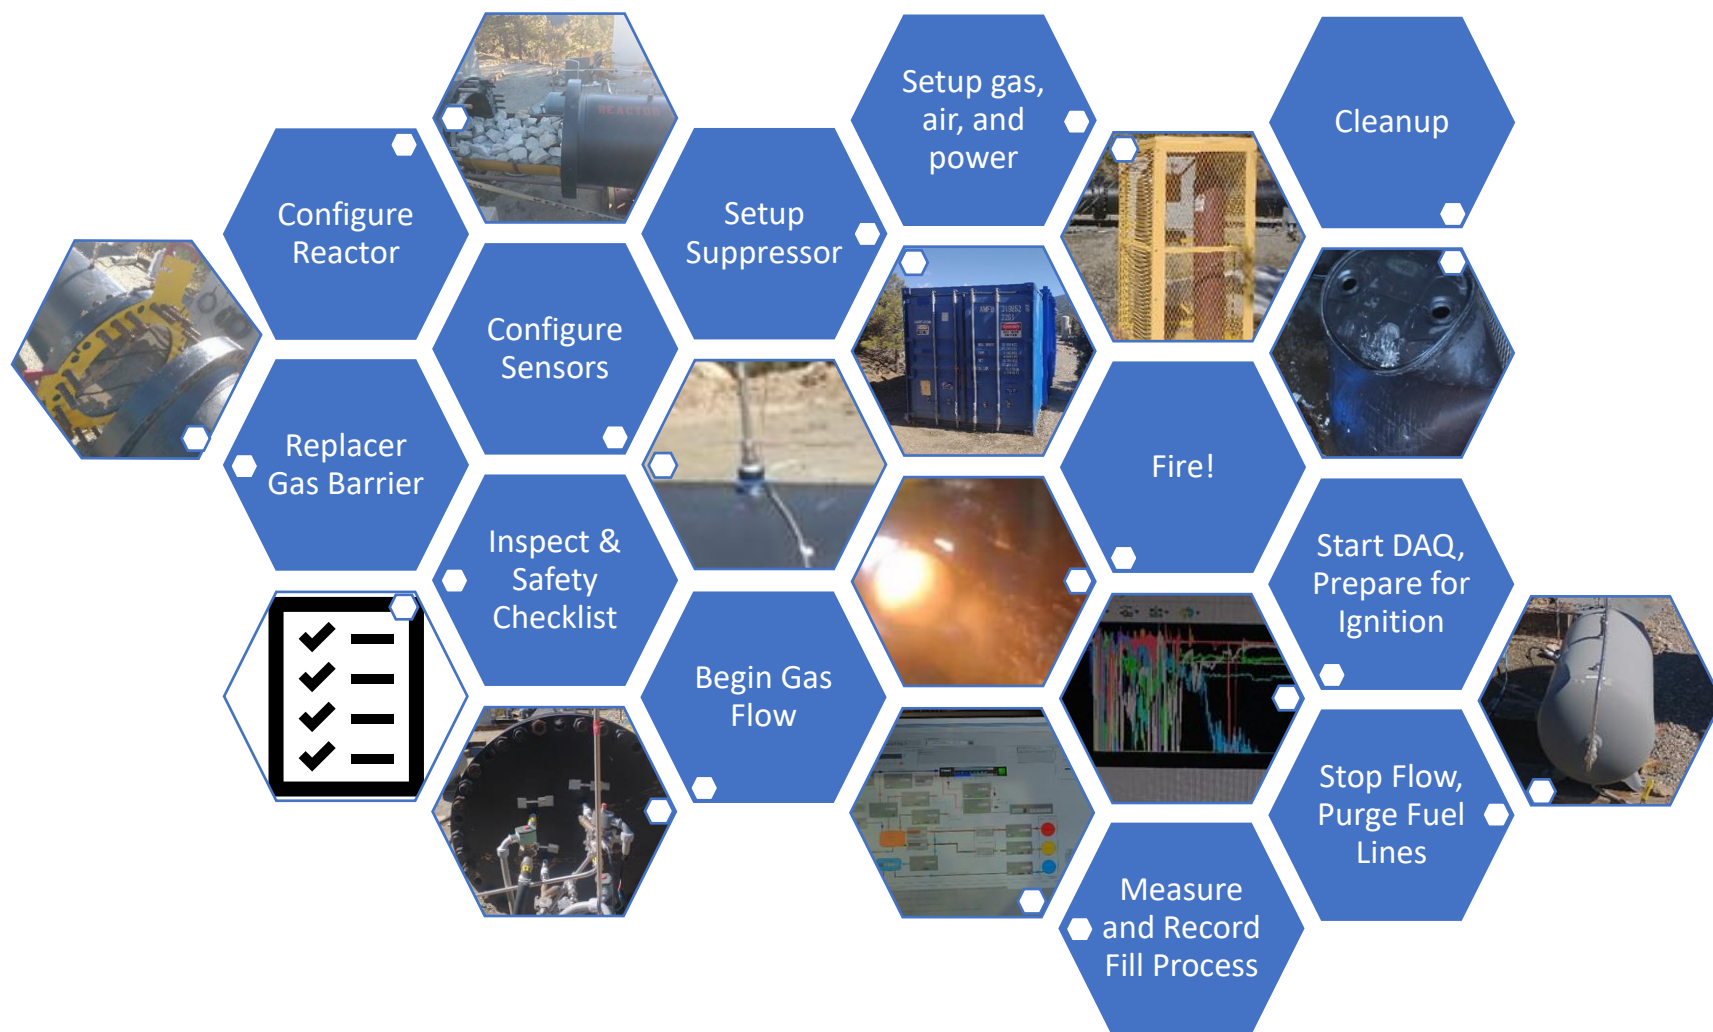 Configure
Reactor
REACTOR
Configure
Sensors
Replacer
Gas Barrier
Inspect &
Safety
Checklist
Setup
Suppressor
Begin Gas
Flow
Setup gas,
air, and
power
Fire!
Measure
and Record
Fill Process
Cleanup
Start DAQ,
Prepare for
Ignition
Stop Flow,
Purge Fuel
Lines